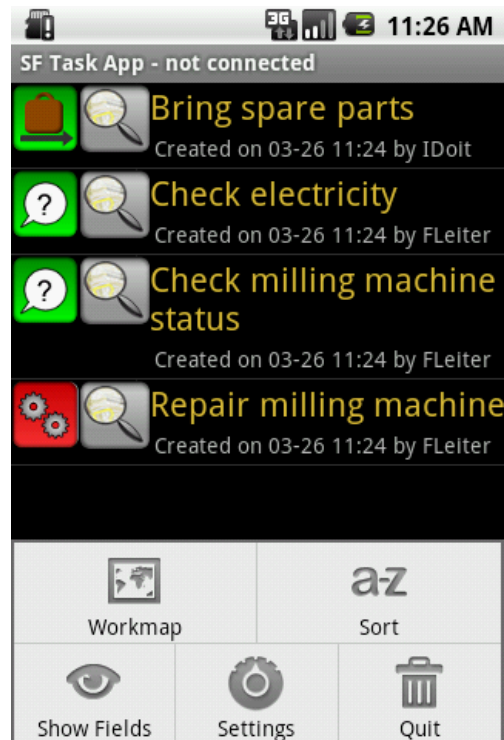 3G 11:26 AM
SF Task App - not connected
Bring spare parts
Created on 03-26 11:24 by IDoit
? Check electricity
Created on 03-26 11:24 by FLeiter
? Check milling machine
status
Created on 03-26 11:24 by FLeiter
Repair milling machine
Created on 03-26 11:24 by FLeiter
a-z
Workmap Sort
Show Fields Settings Quit